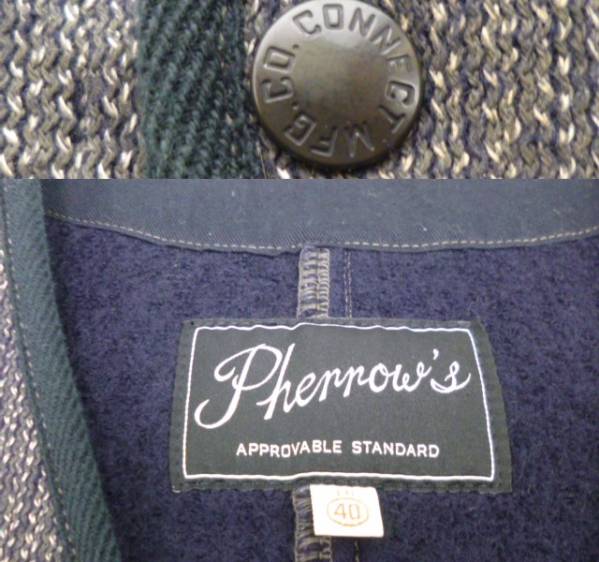 CONNECT MFG. CO.
Pherrow's
APPROVABLE STANDARD
40